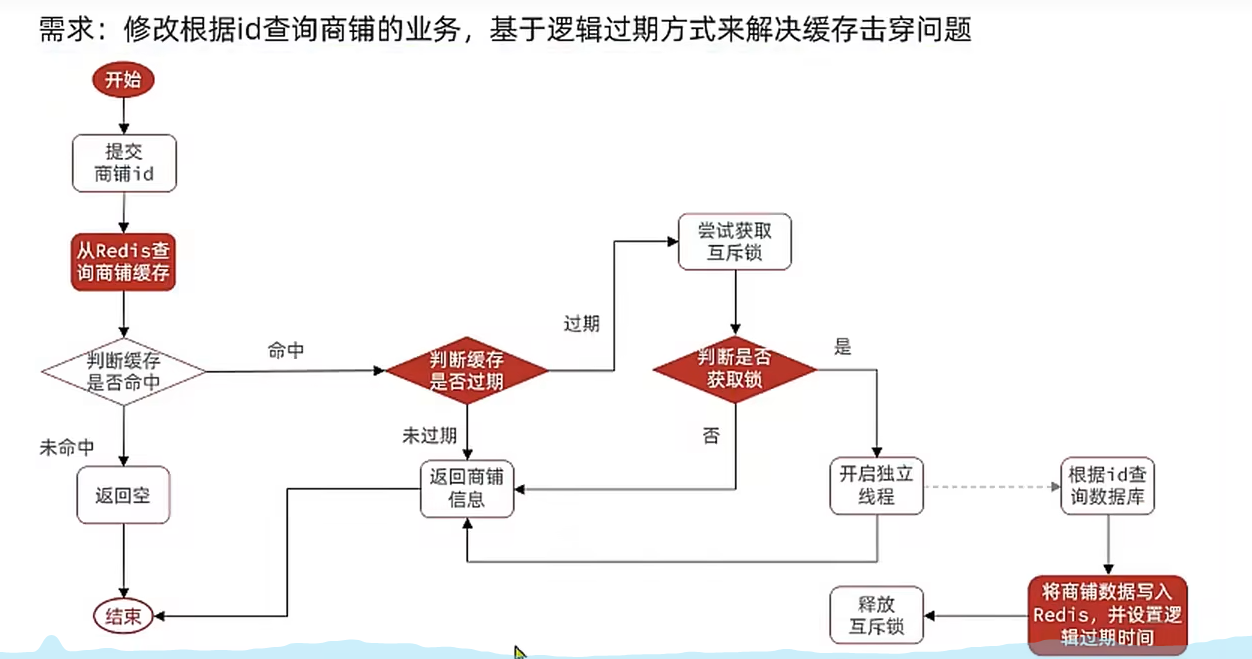 需求：修改根据id查询商铺的业务，基于逻辑过期方式来解决缓存击穿问题
开始
提交
商铺id
从Redis查
询商铺缓存
判断缓存
是否命中
命中
未命中
返回空
结束
判断缓存
是否过期
过期
未过期
返回商铺
信息
尝试获取
互斥锁
判断是否
获取锁
是
否
开启独立
线程
根据id查
询数据库
将商铺数据写入
Redis，并设置逻
辑过期时间
释放
互斥锁